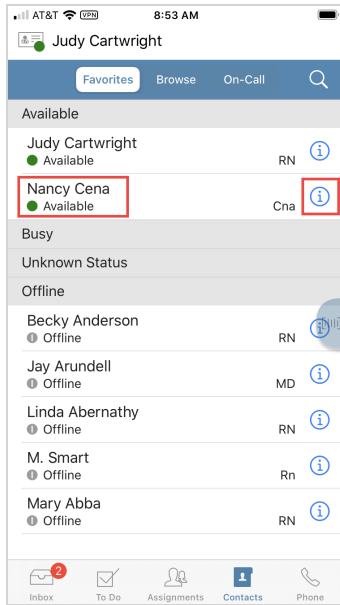 AT&T VPN 8:53 AM
Judy Cartwright
Favorites Browse On-Call
Available
Judy Cartwright
Available RN
Nancy Cena
Available Cna
Busy
Unknown Status
Offline
Becky Anderson
Offline RN
Jay Arundell
Offline MD
Linda Abernathy
Offline RN
M. Smart
Offline Rn
Mary Abba
Offline RN
2
Inbox To Do Assignments Contacts Phone